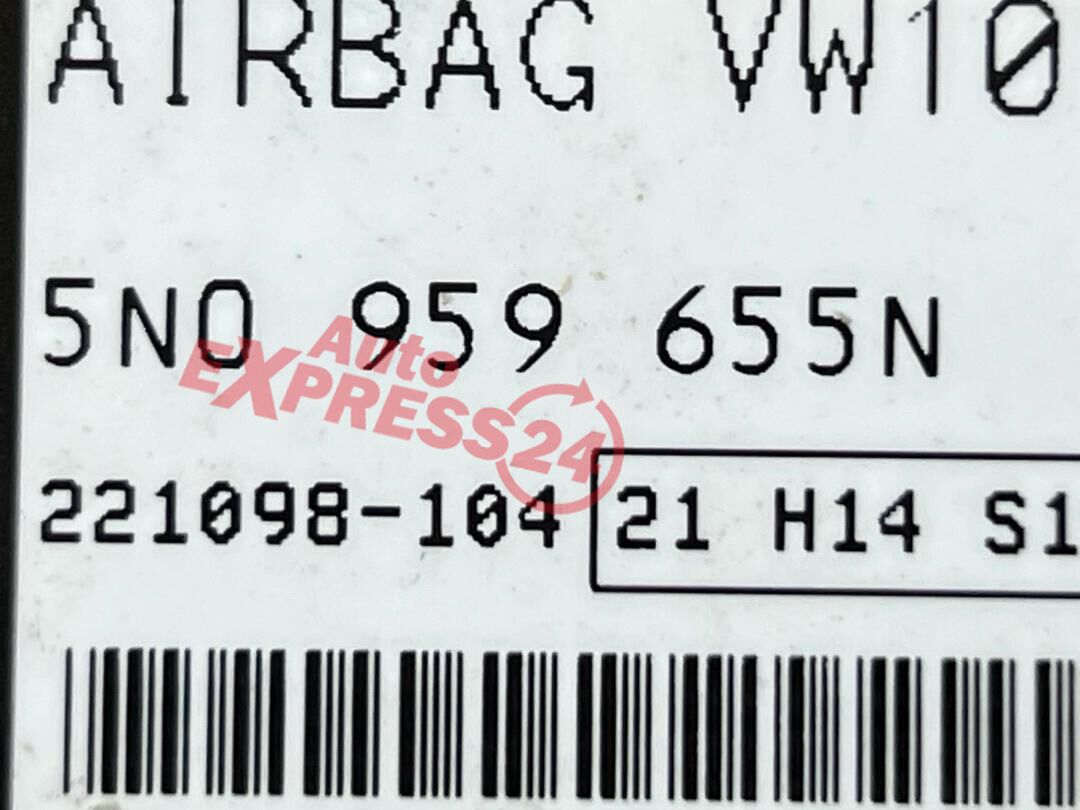 AIRBAG VW10
5N0 959 655N
Auto
EXPRESS24
221098-104 21 H14 S1